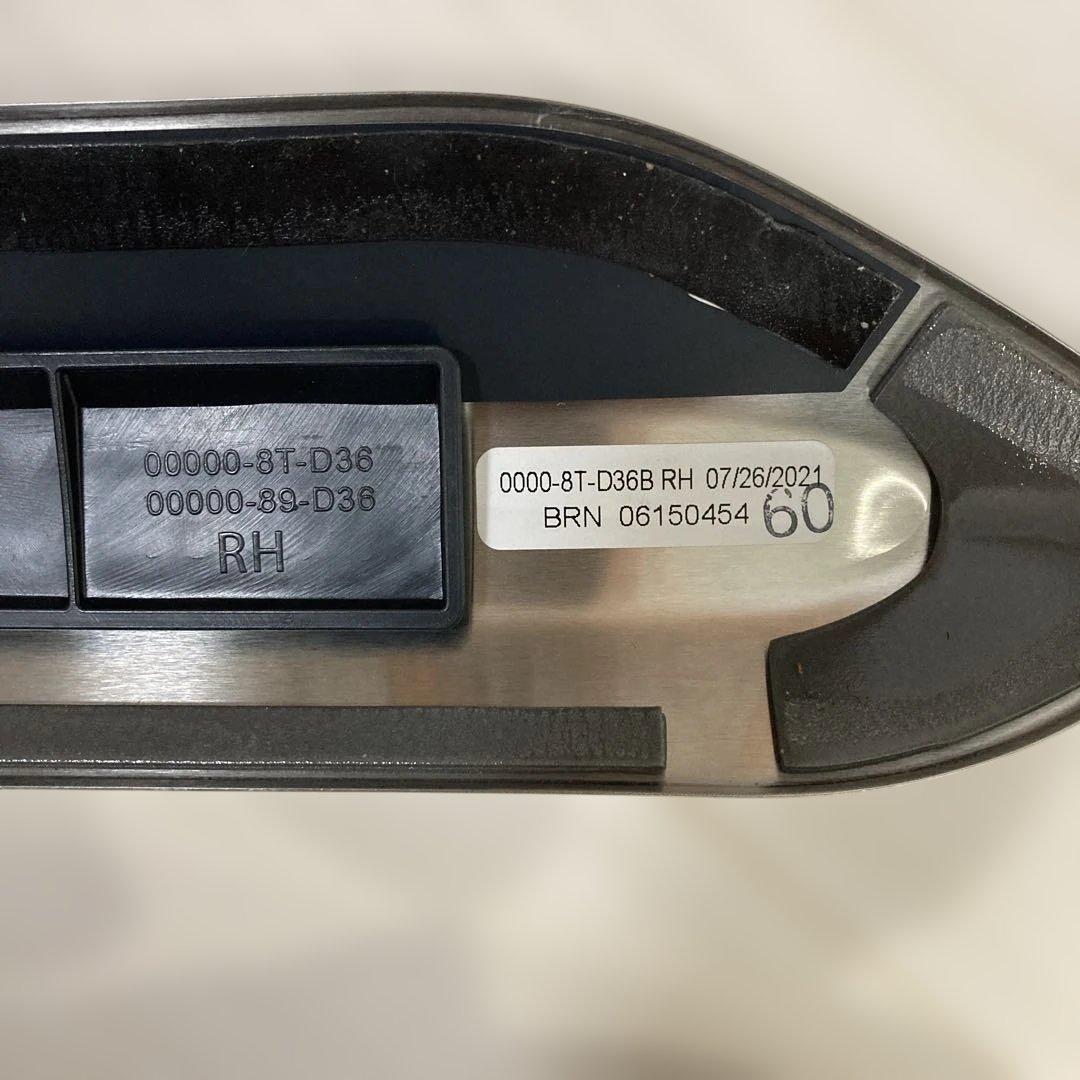 00000-8T-D36
00000-89-D36
RH
0000-8T-D36B RH 07/26/2021
BRN 06150454 60